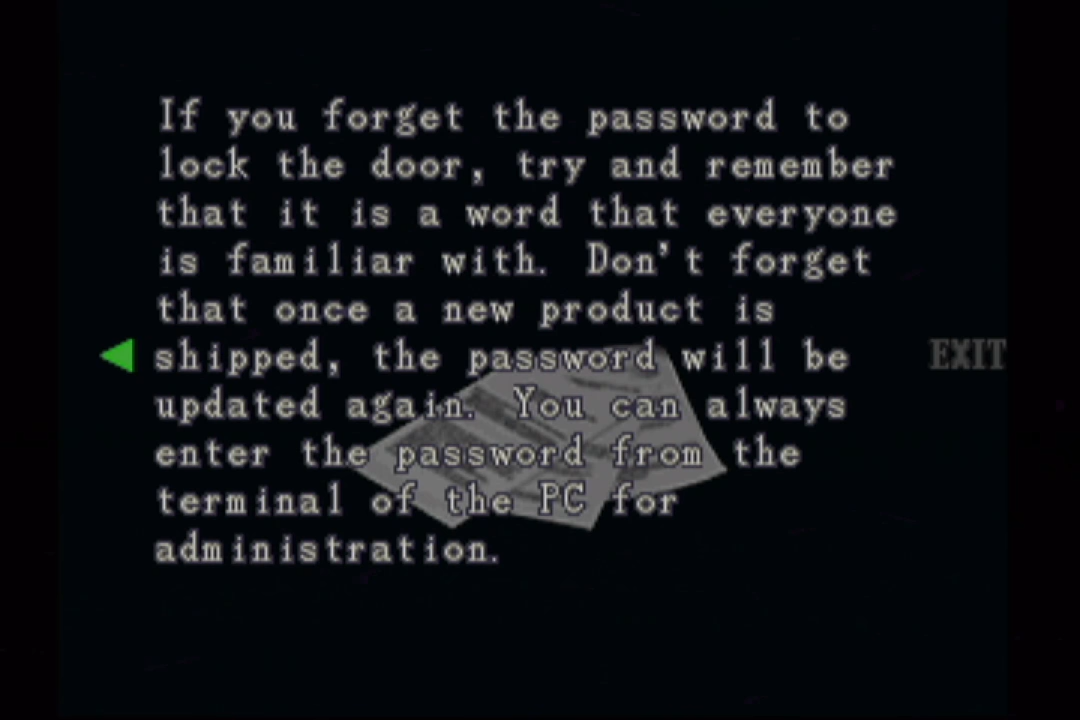 If you forget the password to
lock the door, try and remember
that it is a word that everyone
is familiar with. Don't forget
that once a new product is
shipped, the password will be
EXIT
updated again. You can always
enter the password from the
terminal of the PC for
administration.